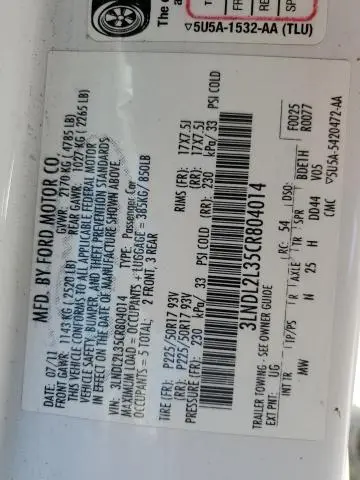 The c
a
5U5A-1532-AA (TLU)
MFD. BY FORD MOTOR CO.
DATE: 07/11 GVWR: 2170 KG ( 4785 LB)
FRONT GAWR: 1143 KG ( 2520 LB) REAR GAWR: 1027 KG ( 2265 LB)
THIS VEHICLE CONFORMS TO ALL APPLICABLE FEDERAL MOTOR
VEHICLE SAFETY, BUMPER, AND THEFT PREVENTION STANDARDS
IN EFFECT ON THE DATE OF MANUFACTURE SHOWN ABOVE.
VIN: 3LNDL2L35CR804014 TYPE: Passenger Car
MAXIMUM LOAD = OCCUPANTS + LUGGAGE = 385KG/ 850LB
OCCUPANTS = 5 TOTAL; 2 FRONT, 3 REAR
FR: P225/50R17 93V RIMS (FR): 17X7.5J
RR: P225/50R17 93V (RR): 17X7.5J
PRESSURE (FR): 230 kPa/ 33 PSI COLD (RR): 230 kPa/ 33 PSI COLD
3LNDL2L35CR804014
F0025
R0077
TRAILER TOWING - SEE OWNER GUIDE
EXT PNT: UG RC: 54 DSO: BDE1H
INT TR TP/PS R AXLE TR SPR V05
MW N 25 H DD44
CMC 5U5A-5420472-AA